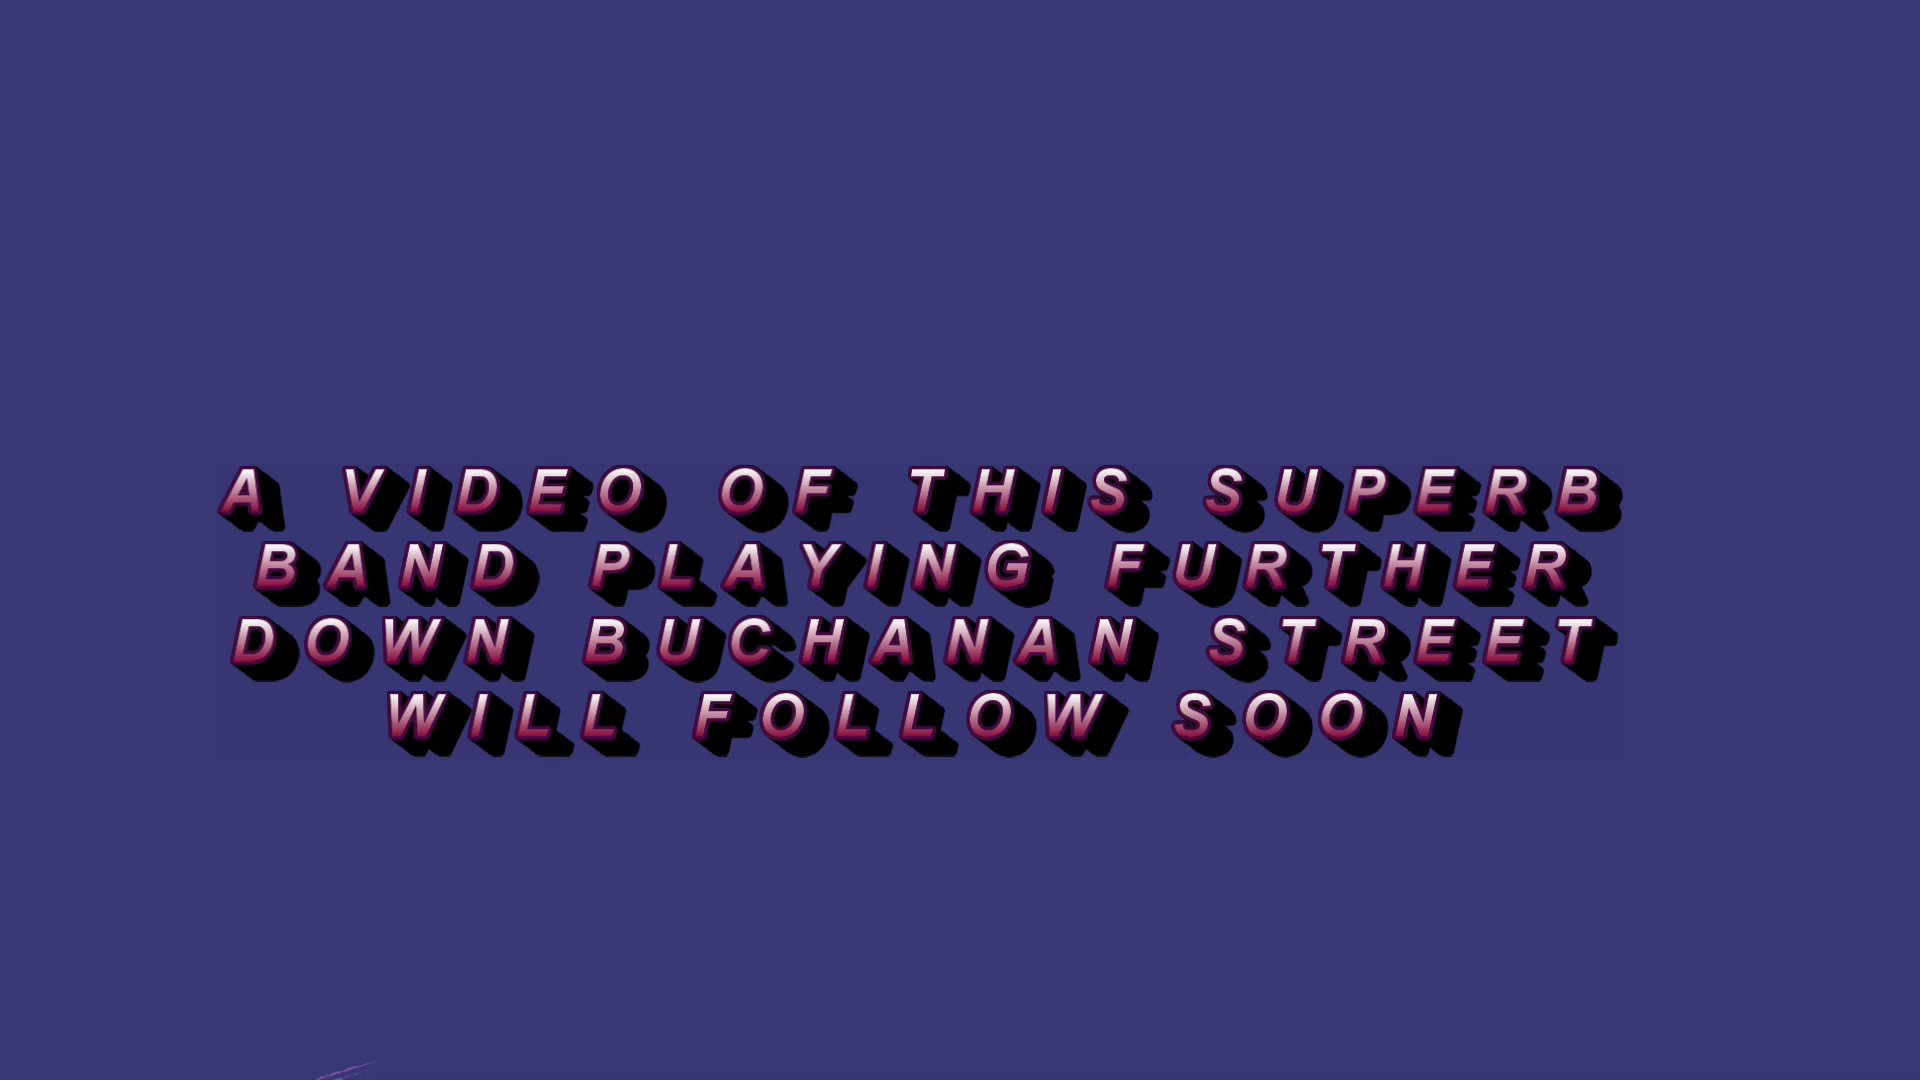 A VIDEO OF THIS SUPERB
BAND PLAYING FURTHER
DOWN BUCHANAN STREET
WILL FOLLOW SOON